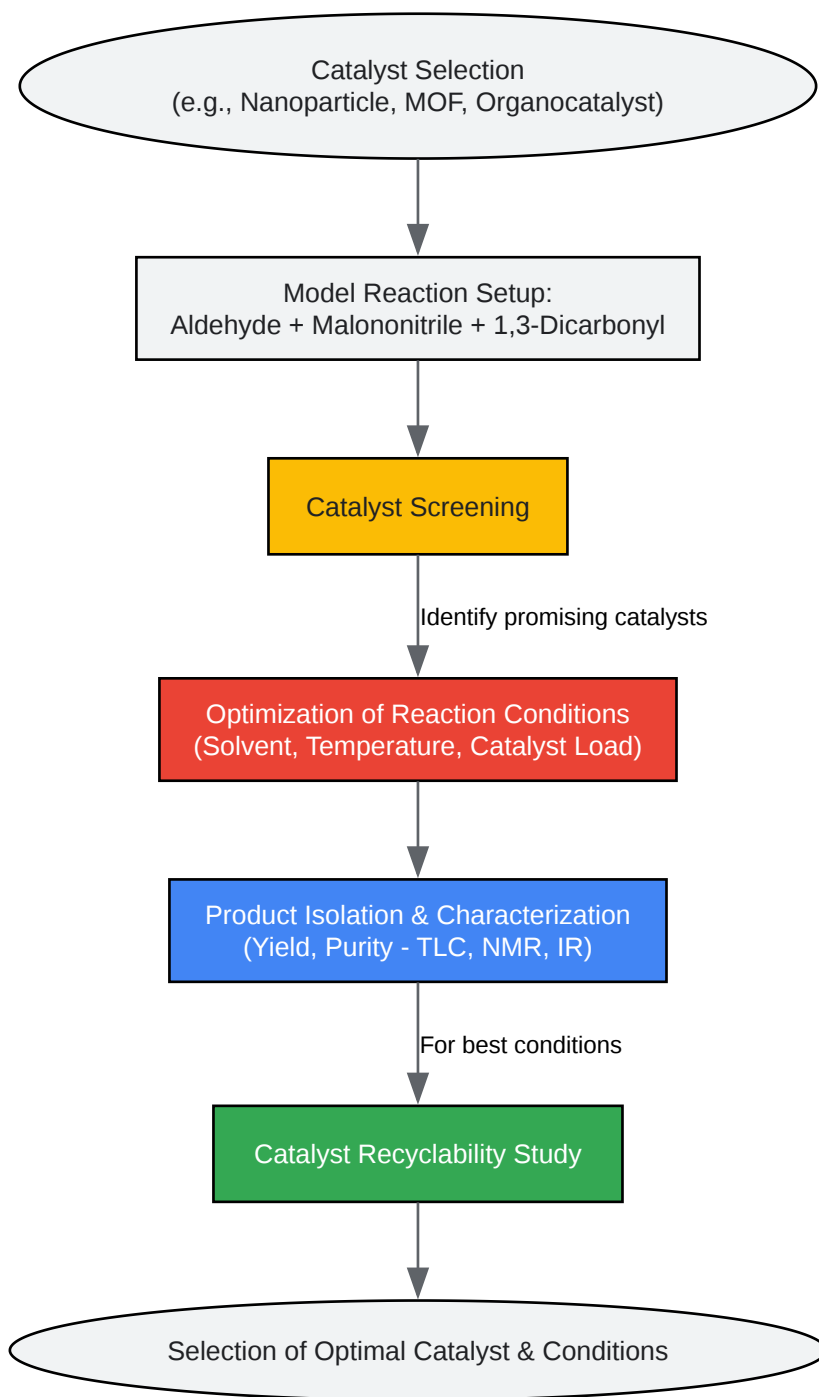 Catalyst Selection
(e.g., Nanoparticle, MOF, Organocatalyst)
Model Reaction Setup:
Aldehyde + Malononitrile + 1,3-Dicarbonyl
Catalyst Screening
Identify promising catalysts
Optimization of Reaction Conditions
(Solvent, Temperature, Catalyst Load)
Product Isolation & Characterization
(Yield, Purity - TLC, NMR, IR)
For best conditions
Catalyst Recyclability Study
Selection of Optimal Catalyst & Conditions